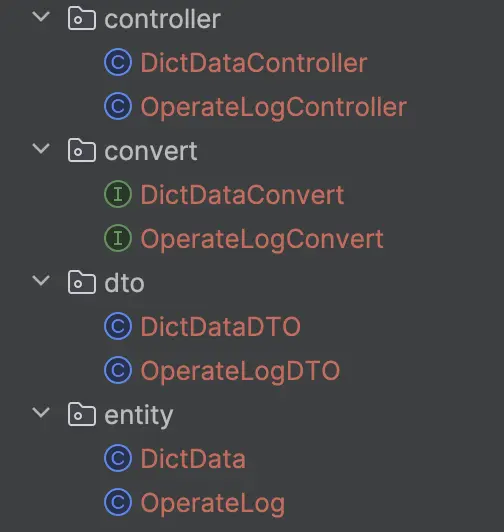 controller
C DictDataController
C OperateLogController
convert
I DictDataConvert
I OperateLogConvert
dto
C DictDataDTO
C OperateLogDTO
entity
C DictData
C OperateLog